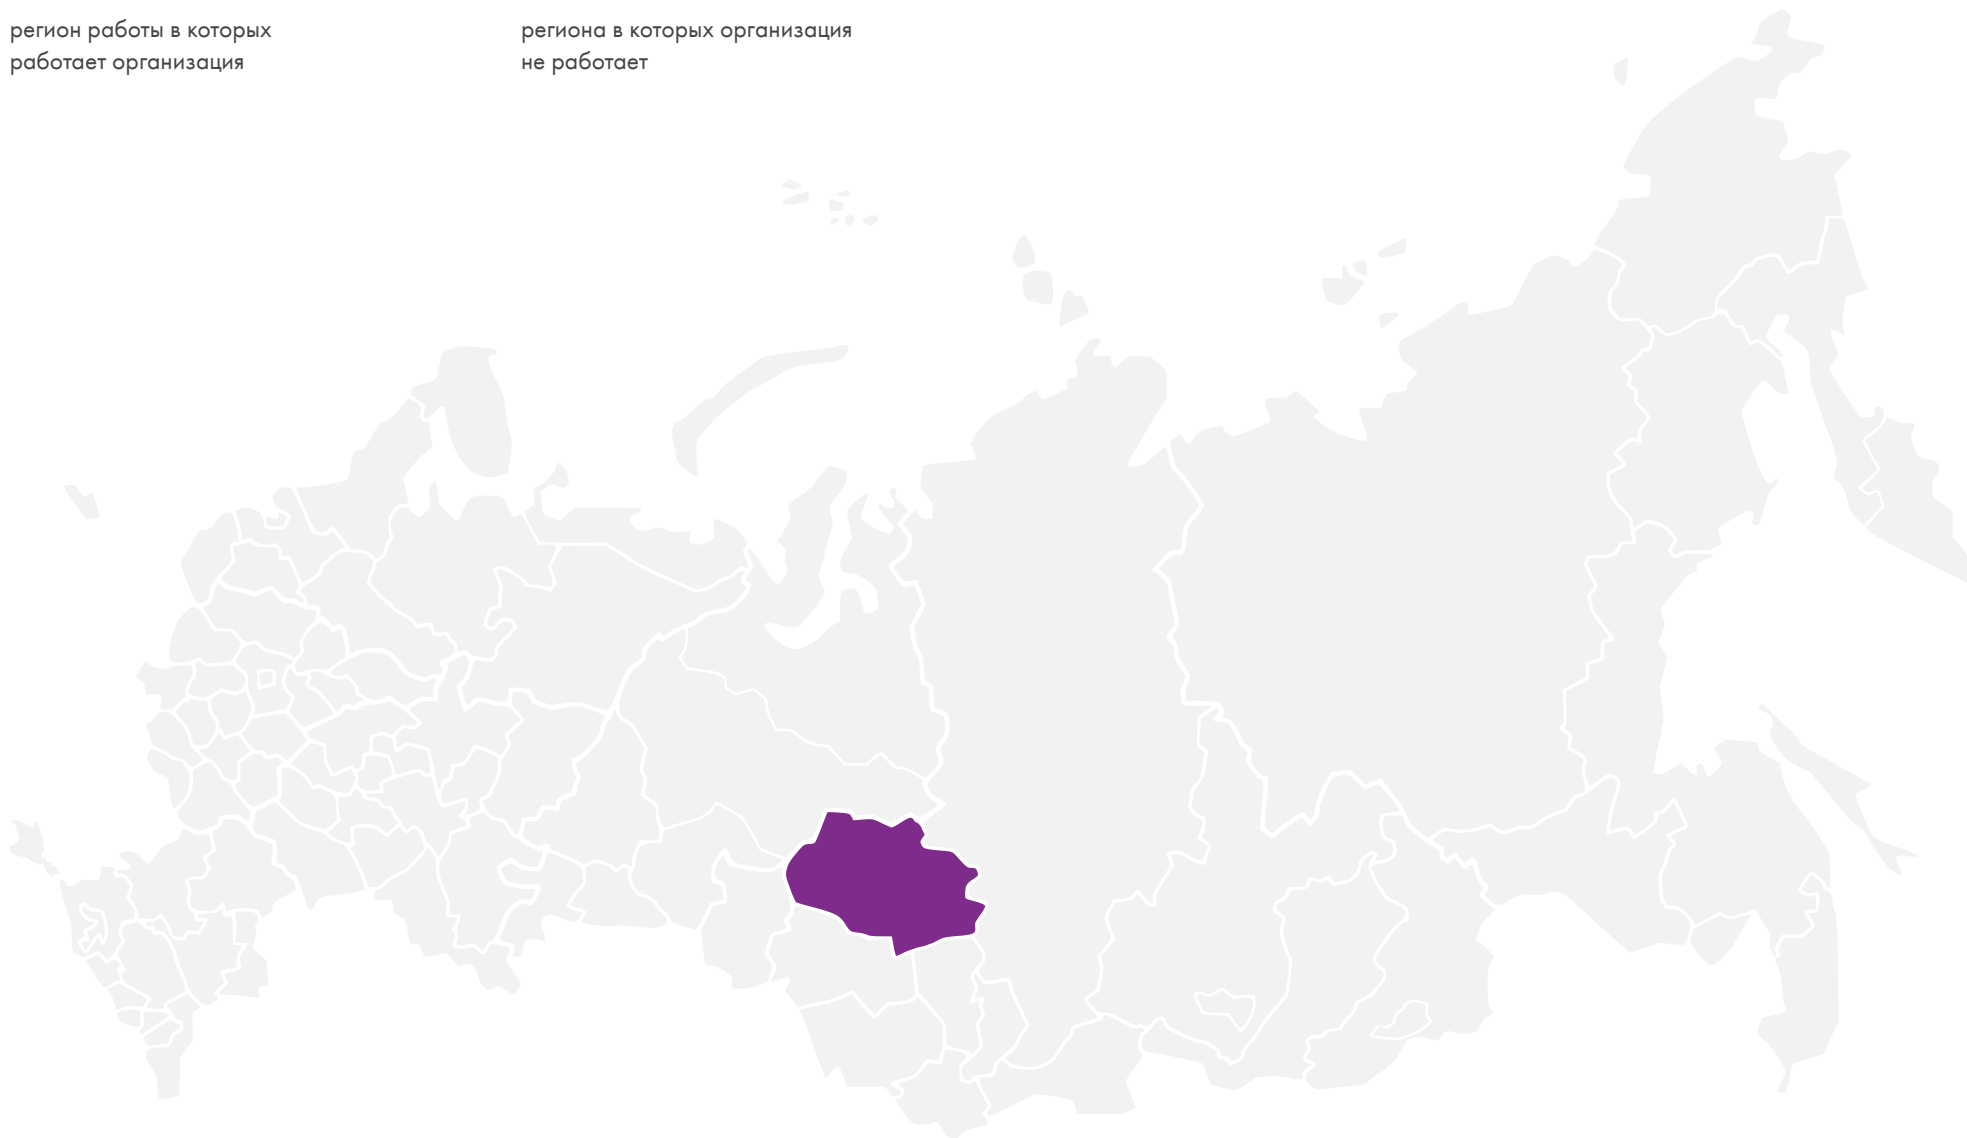 регион работы в которых
работает организация
региона в которых организация
не работает